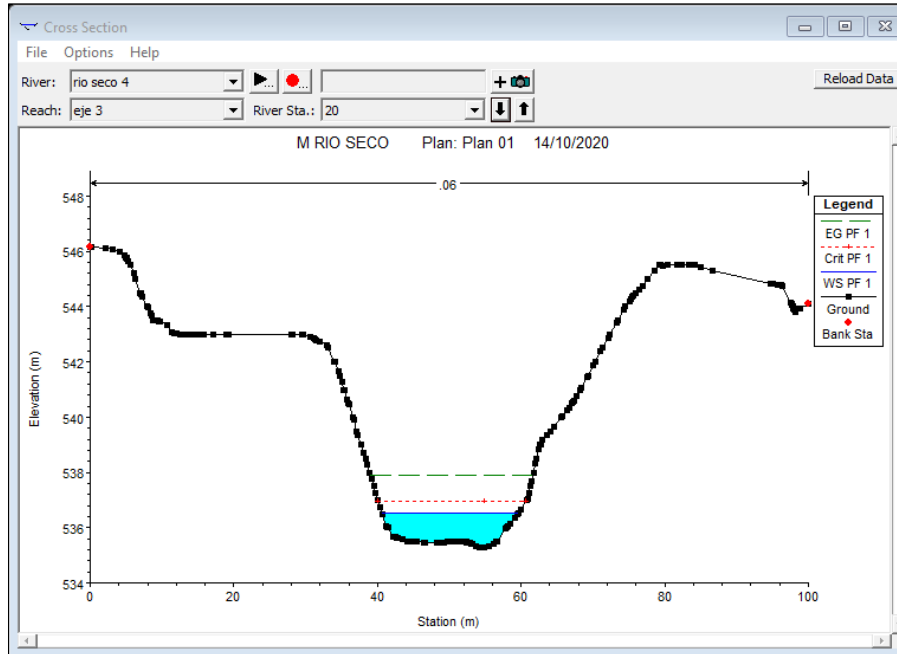 Cross Section
File Options Help
River: rio seco 4 ... ... + Reload Data
Reach: eje 3 River Sta.: 20
M RIO SECO Plan: Plan 01 14/10/2020
.06
548
546
544
542
540
538
536
534
Elevation (m)
0 20 40 60 80 100
Station (m)
Legend
EG PF 1
Crit PF 1
WS PF 1
Ground
Bank Sta